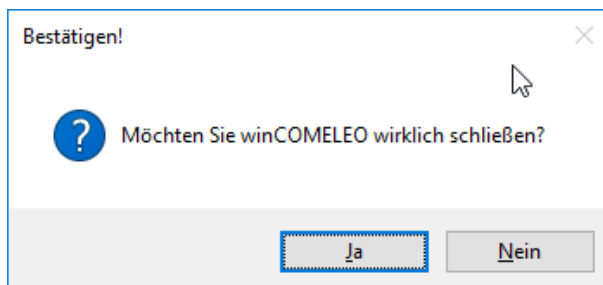 Bestätigen!
Möchten Sie winCOMELEO wirklich schließen?
Ja
Nein